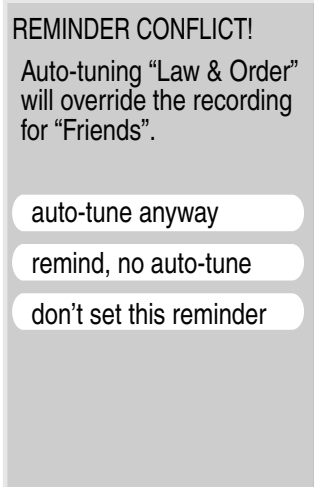 REMINDER CONFLICT!
Auto-tuning “Law & Order”
will override the recording
for “Friends”.
auto-tune anyway
remind, no auto-tune
don’t set this reminder